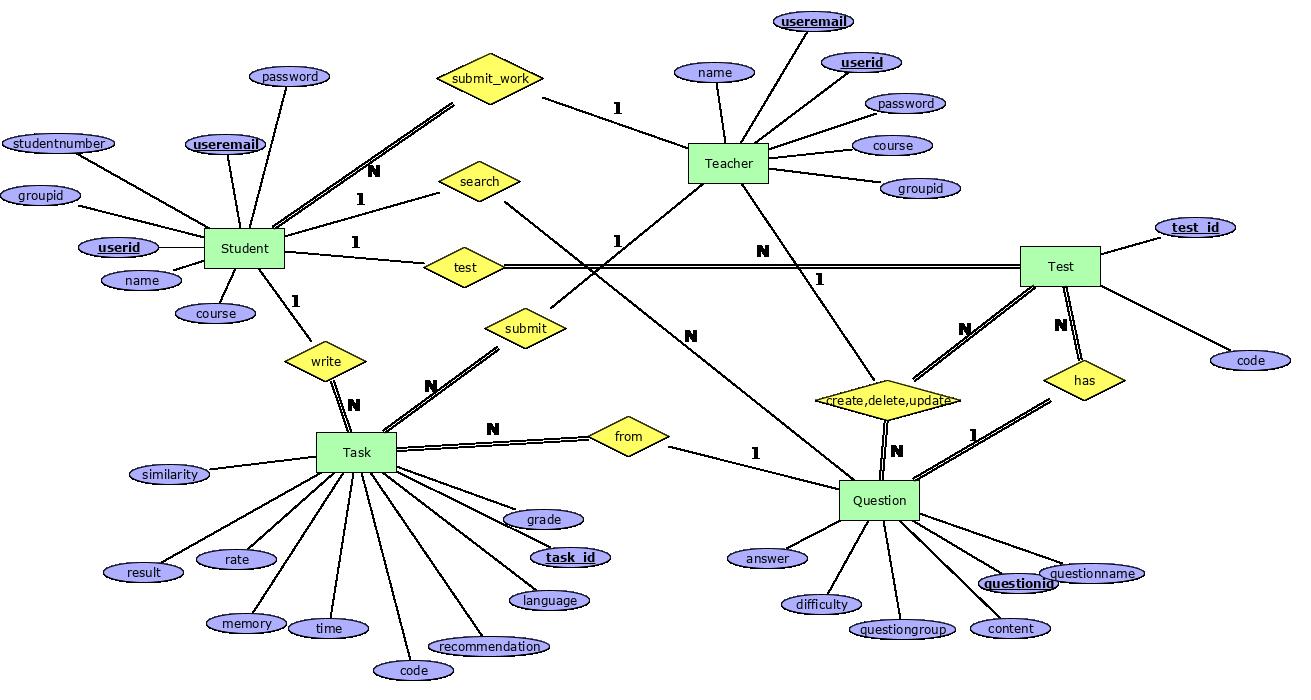 useremail
userid
name
password
submit_work
password
1
course
studentnumber
useremail
Teacher
N
search
groupid
groupid
1
test_id
userid
Student
1
1
N
test
Test
name
1
course
1
submit
N
N
N
write
1
has
code
N
N
create,delete,update
from
N
1
N
1
Task
similarity
Question
grade
answer
task_id
rate
result
questionname
questionid
language
difficulty
memory
time
questiongroup
content
recommendation
code